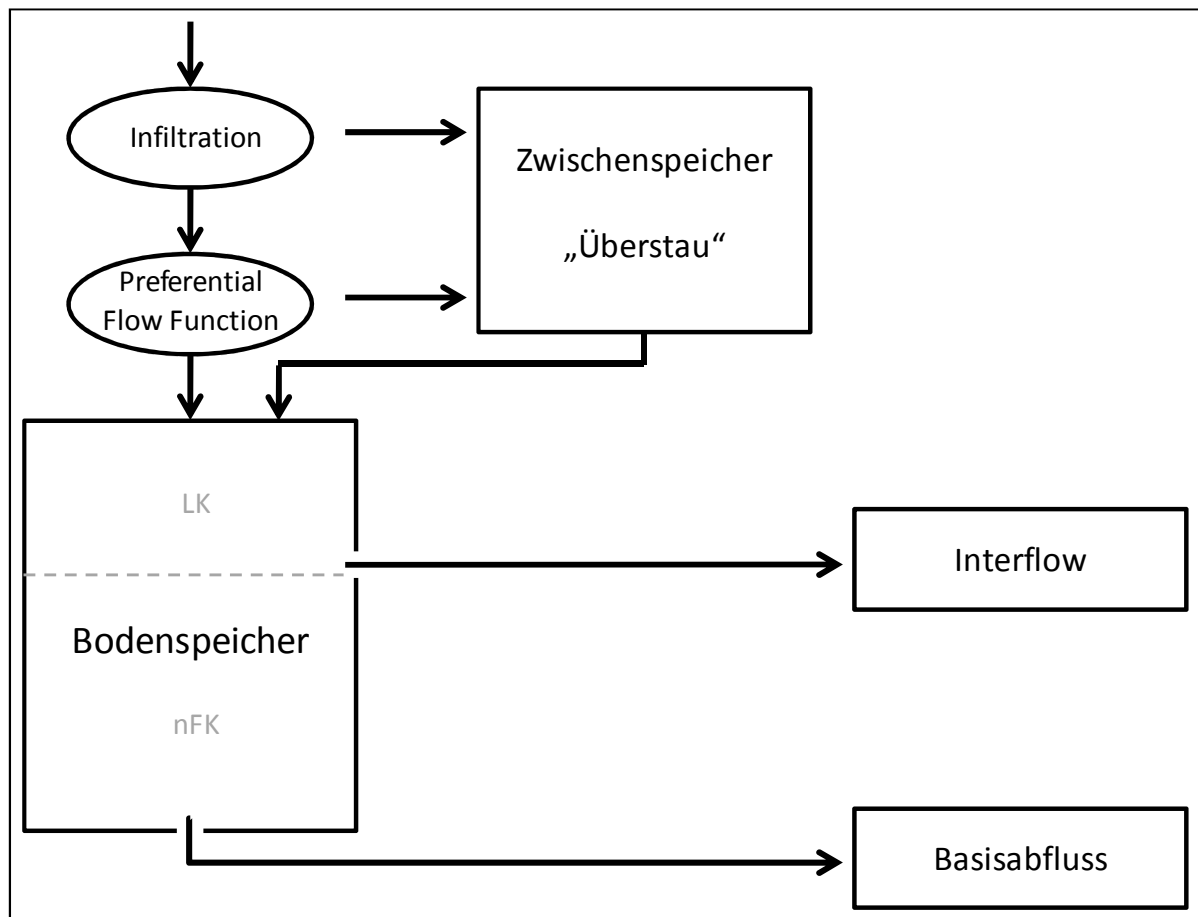 Infiltration
Zwischenspeicher
„Überstau“
Preferential
Flow Function
LK
Interflow
Bodenspeicher
nFK
Basisabfluss